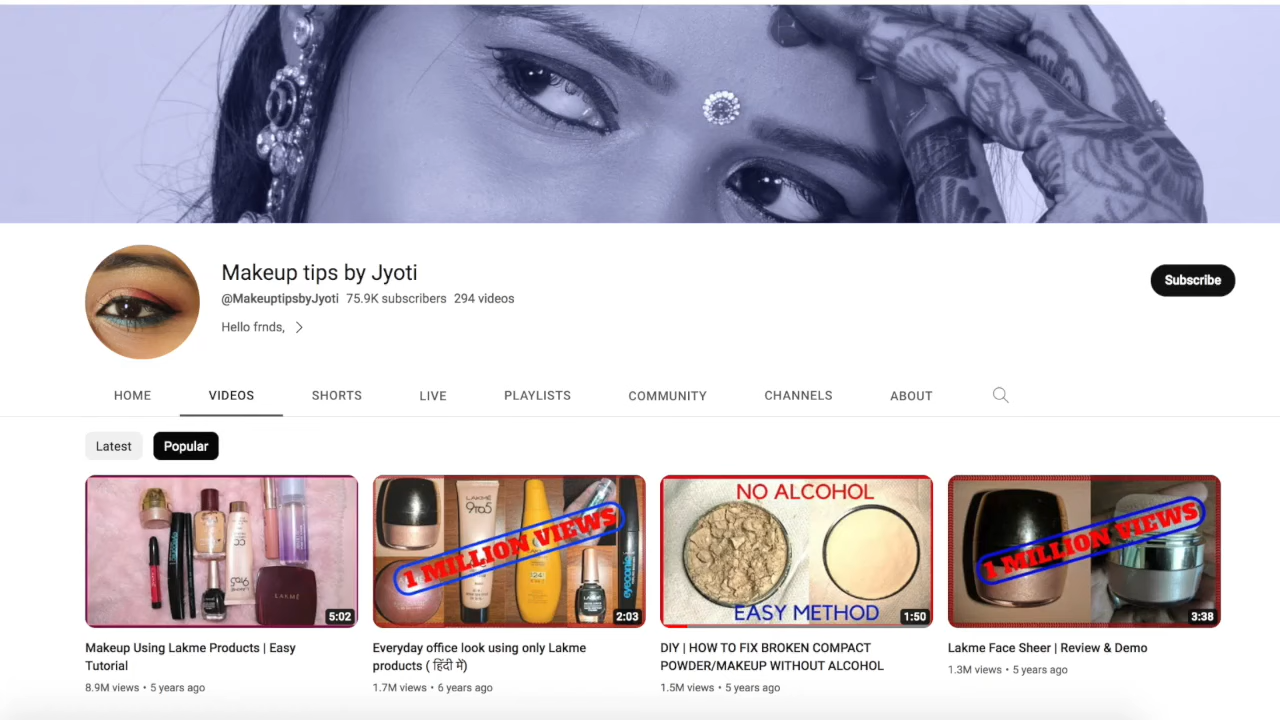 Makeup tips by Jyoti
@MakeuptipsbyJyoti 75.9K subscribers 294 videos
Hello frnds,
Subscribe
HOME VIDEOS SHORTS LIVE PLAYLISTS COMMUNITY CHANNELS ABOUT
Latest Popular
LAKMÉ
5:02
Makeup Using Lakme Products | Easy
Tutorial
8.9M views • 5 years ago
LAKMÉ
9to5
1 MILLION VIEWS
eyeconic
2:03
Everyday office look using only Lakme
products ( हिंदी में)
1.7M views • 6 years ago
NO ALCOHOL
EASY METHOD
1:50
DIY | HOW TO FIX BROKEN COMPACT
POWDER/MAKEUP WITHOUT ALCOHOL
1.5M views • 5 years ago
1 MILLION VIEWS
3:38
Lakme Face Sheer | Review & Demo
1.3M views • 5 years ago